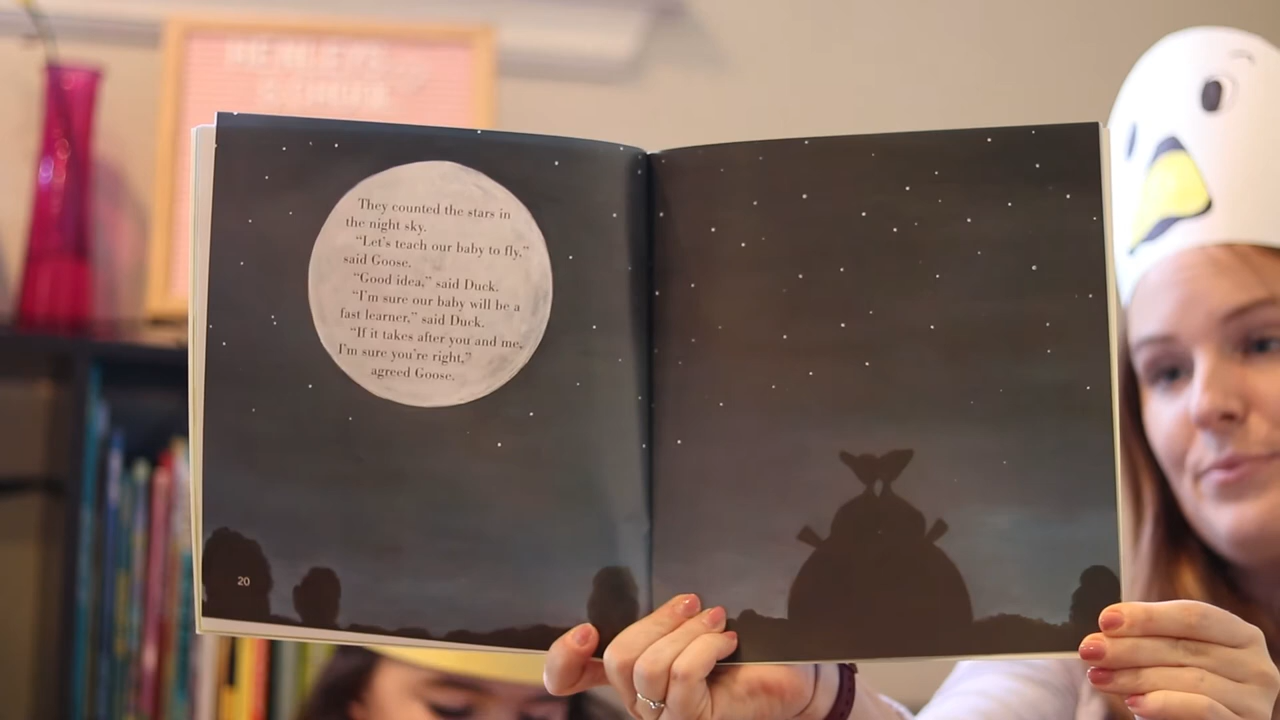 They counted the stars in
the night sky.
“Let’s teach our baby to fly,”
said Goose.
“Good idea,” said Duck.
“I’m sure our baby will be a
fast learner,” said Duck.
“If it takes after you and me,
I’m sure you’re right,”
agreed Goose.
20